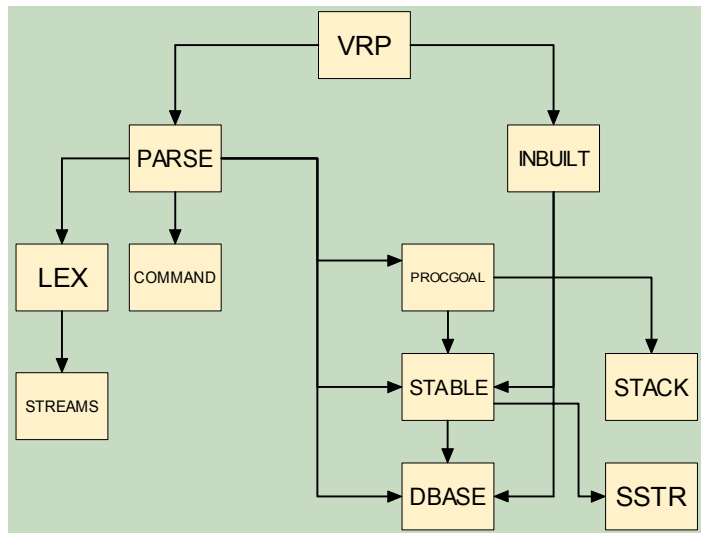 VRP
PARSE
INBUILT
LEX
COMMAND
PROCGOAL
STREAMS
STABLE
STACK
DBASE
SSTR